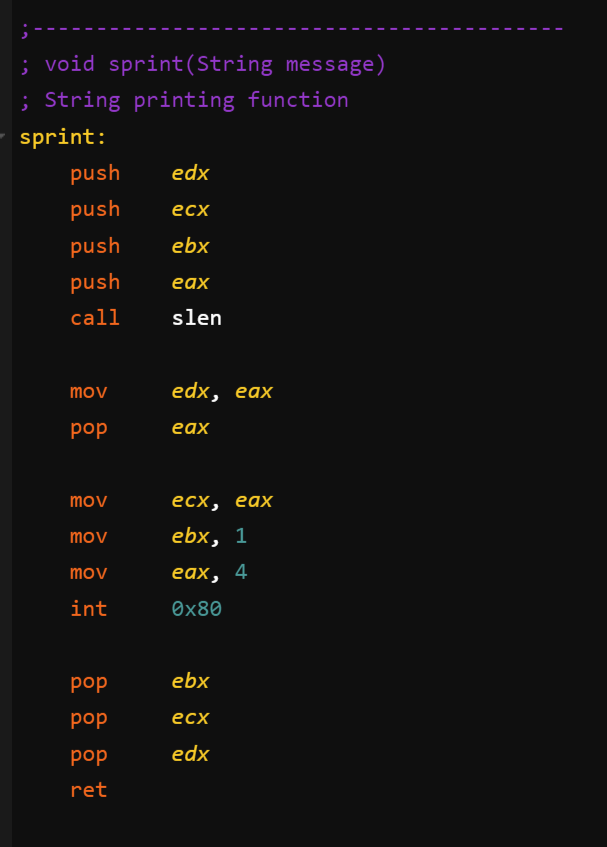 ;------------------------------------------
; void sprint(String message)
; String printing function
sprint:
    push    edx
    push    ecx
    push    ebx
    push    eax
    call    slen

    mov     edx, eax
    pop     eax

    mov     ecx, eax
    mov     ebx, 1
    mov     eax, 4
    int     0x80

    pop     ebx
    pop     ecx
    pop     edx
    ret